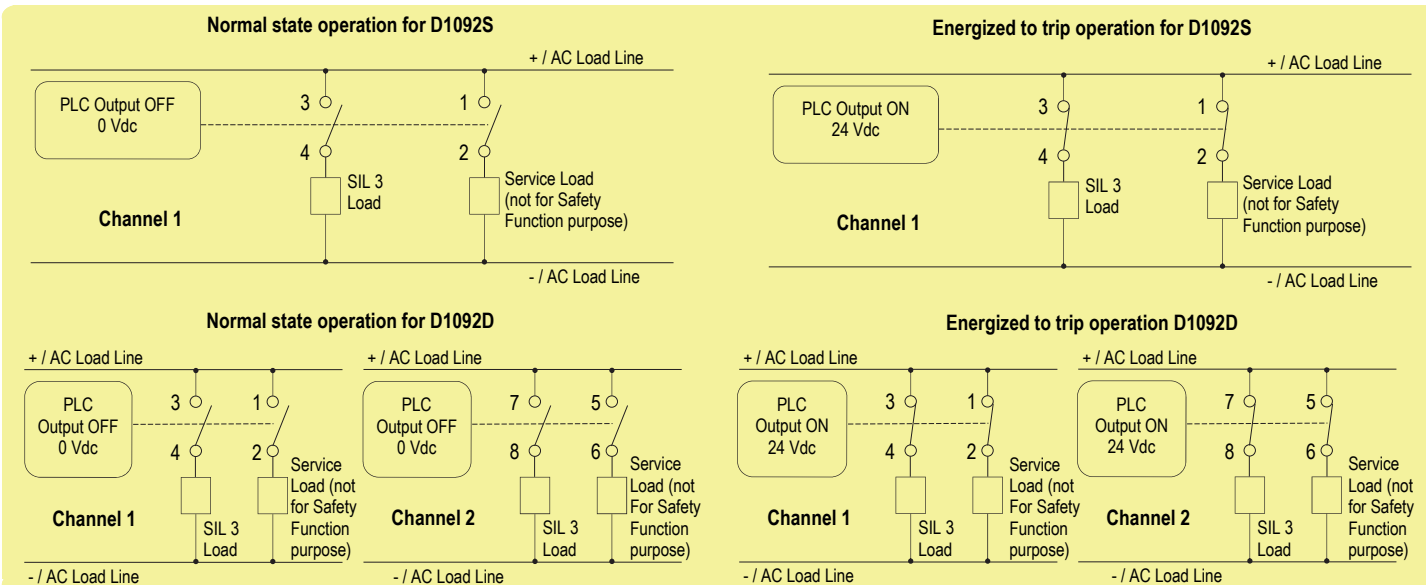 Normal state operation for D1092S
+ / AC Load Line
PLC Output OFF
0 Vdc
3
4
1
2
SIL 3
Load
Service Load
(not for Safety
Function purpose)
Channel 1
- / AC Load Line
Energized to trip operation for D1092S
+ / AC Load Line
PLC Output ON
24 Vdc
3
4
1
2
SIL 3
Load
Service Load
(not for Safety
Function purpose)
Channel 1
- / AC Load Line
Normal state operation for D1092D
+ / AC Load Line
PLC
Output OFF
0 Vdc
3
4
1
2
Service
Load (not
for Safety
Function
purpose)
SIL 3
Load
Channel 1
- / AC Load Line
+ / AC Load Line
PLC
Output OFF
0 Vdc
7
8
5
6
Service
Load (not
For Safety
Function
purpose)
SIL 3
Load
Channel 2
- / AC Load Line
Energized to trip operation D1092D
+ / AC Load Line
PLC
Output ON
24 Vdc
3
4
1
2
Service
Load (not
For Safety
Function
purpose)
SIL 3
Load
Channel 1
- / AC Load Line
+ / AC Load Line
PLC
Output ON
24 Vdc
7
8
5
6
Service
Load (not
for Safety
Function
purpose)
SIL 3
Load
Channel 2
- / AC Load Line